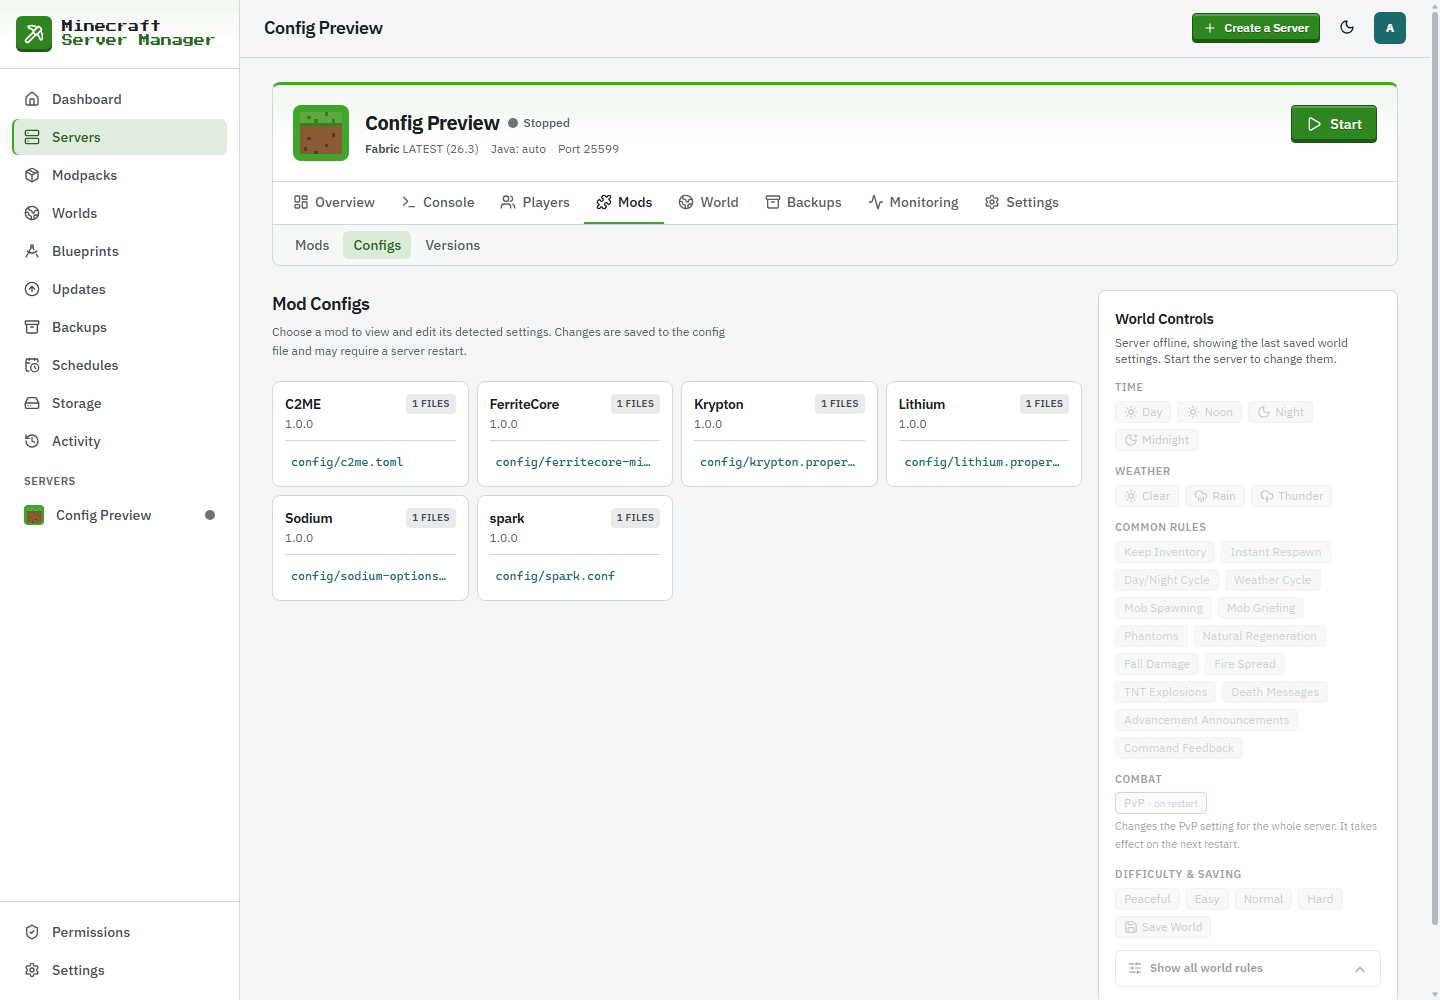 Minecraft
Server Manager
Config Preview
Create a Server
A
Dashboard
Servers
Modpacks
Worlds
Blueprints
Updates
Backups
Schedules
Storage
Activity
SERVERS
Config Preview
Permissions
Settings
Config Preview
Stopped
Fabric LATEST (26.3) Java: auto Port 25599
Start
Overview
Console
Players
Mods
World
Backups
Monitoring
Settings
Mods
Configs
Versions
Mod Configs
Choose a mod to view and edit its detected settings. Changes are saved to the config
file and may require a server restart.
C2ME 1 FILES
1.0.0
config/c2me.toml
FerriteCore 1 FILES
1.0.0
config/ferritecore-mi…
Krypton 1 FILES
1.0.0
config/krypton.proper…
Lithium 1 FILES
1.0.0
config/lithium.proper…
Sodium 1 FILES
1.0.0
config/sodium-options…
spark 1 FILES
1.0.0
config/spark.conf
World Controls
Server offline, showing the last saved world
settings. Start the server to change them.
TIME
Day Noon Night
Midnight
WEATHER
Clear Rain Thunder
COMMON RULES
Keep Inventory Instant Respawn
Day/Night Cycle Weather Cycle
Mob Spawning Mob Griefing
Phantoms Natural Regeneration
Fall Damage Fire Spread
TNT Explosions Death Messages
Advancement Announcements
Command Feedback
COMBAT
PvP · on restart
Changes the PvP setting for the whole server. It takes
effect on the next restart.
DIFFICULTY & SAVING
Peaceful Easy Normal Hard
Save World
Show all world rules